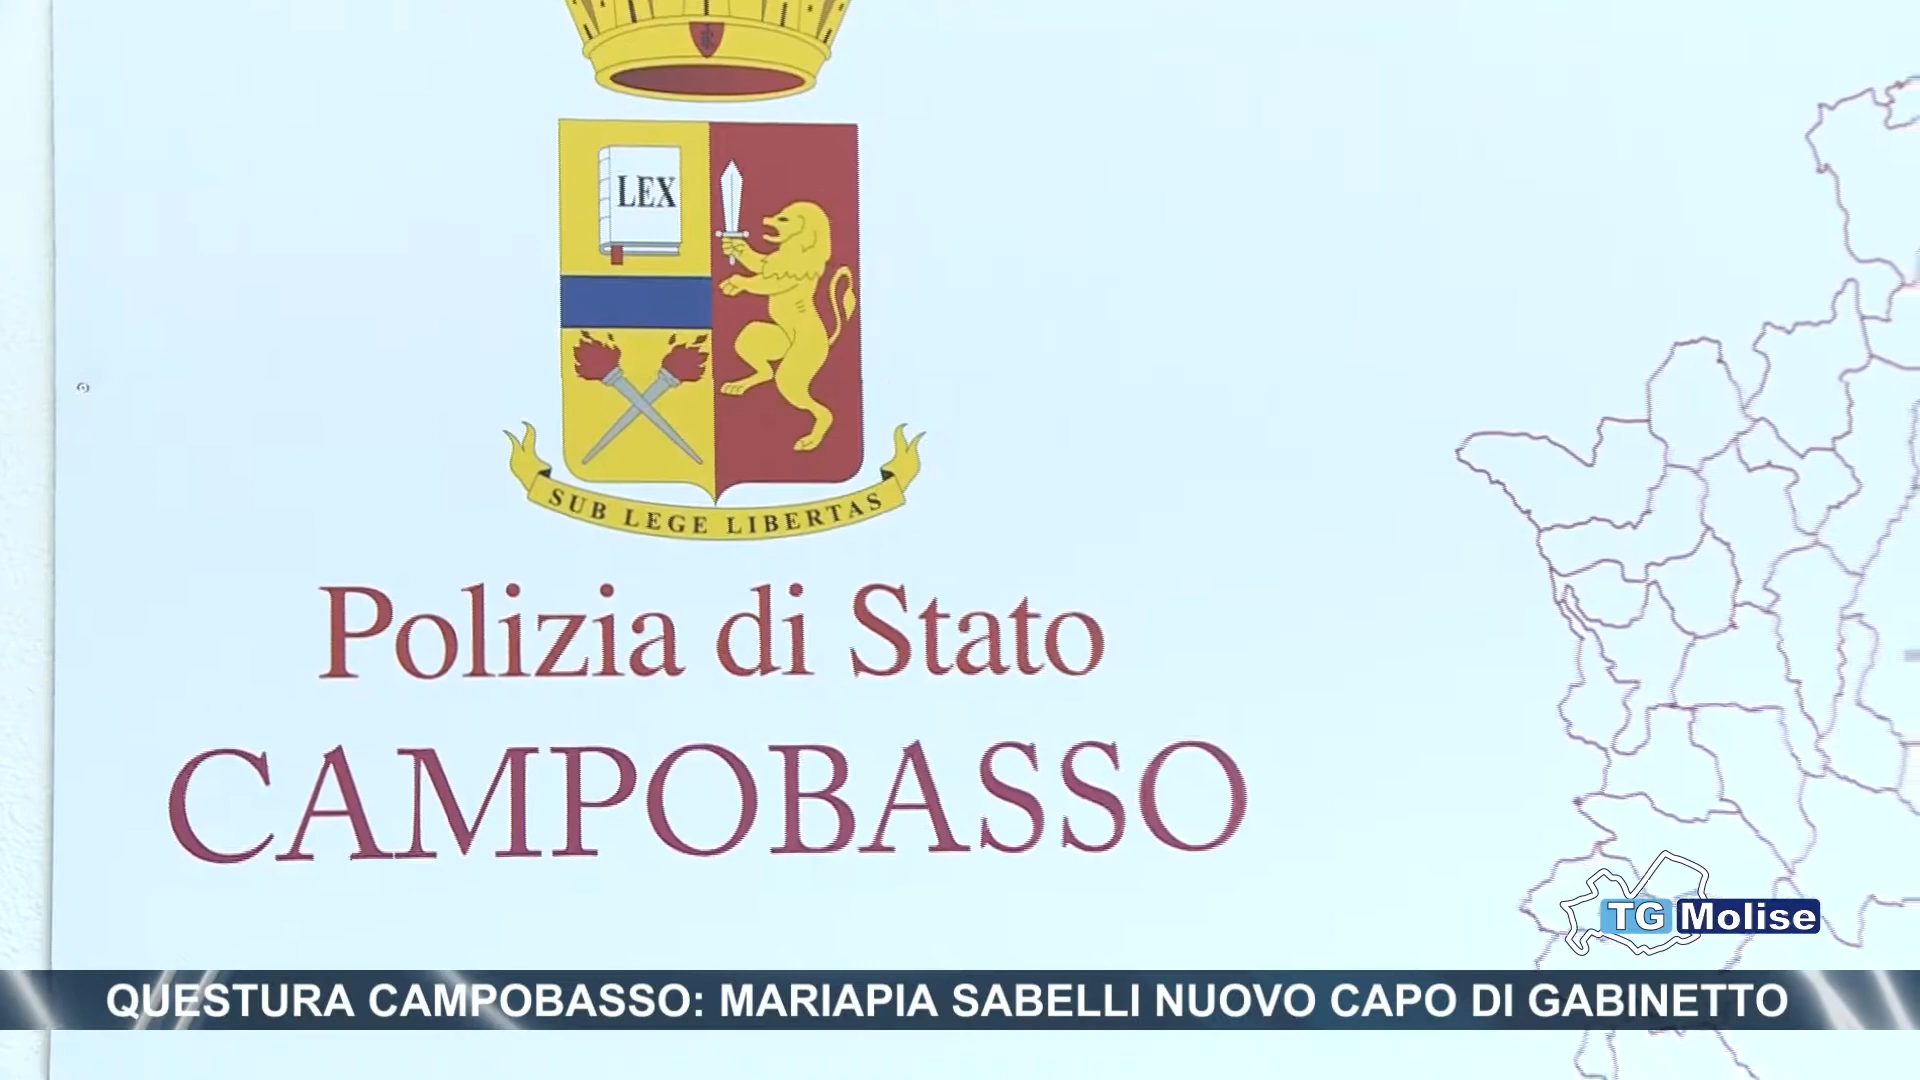 LEX
SUB LEGE LIBERTAS
Polizia di Stato
CAMPOBASSO
TG Molise
QUESTURA CAMPOBASSO: MARIAPIA SABELLI NUOVO CAPO DI GABINETTO